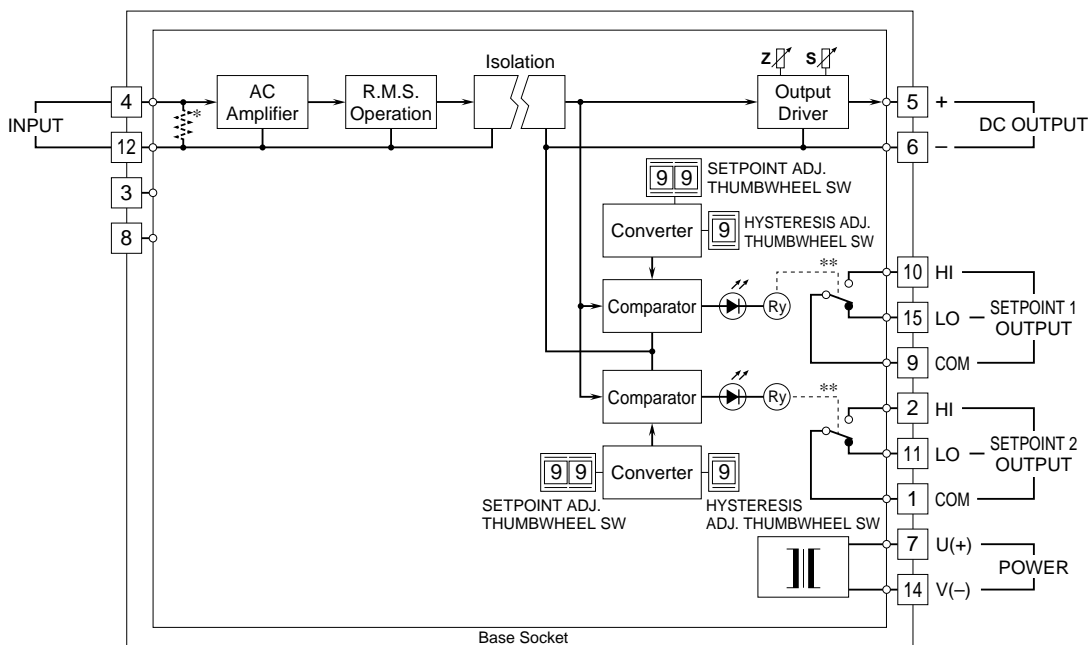 Isolation
Z S
4
AC
Amplifier
R.M.S.
Operation
Output
Driver
5 +
INPUT
*
DC OUTPUT
12
6 –
3
8
9 9
SETPOINT ADJ.
THUMBWHEEL SW
Converter
9
HYSTERESIS ADJ.
THUMBWHEEL SW
**
10 HI
Comparator
Ry
15 LO
SETPOINT 1
OUTPUT
9 COM
**
2 HI
Comparator
Ry
11 LO
SETPOINT 2
OUTPUT
9 9
Converter
9
1 COM
SETPOINT ADJ.
THUMBWHEEL SW
HYSTERESIS
ADJ. THUMBWHEEL SW
7 U(+)
POWER
14 V(–)
Base Socket